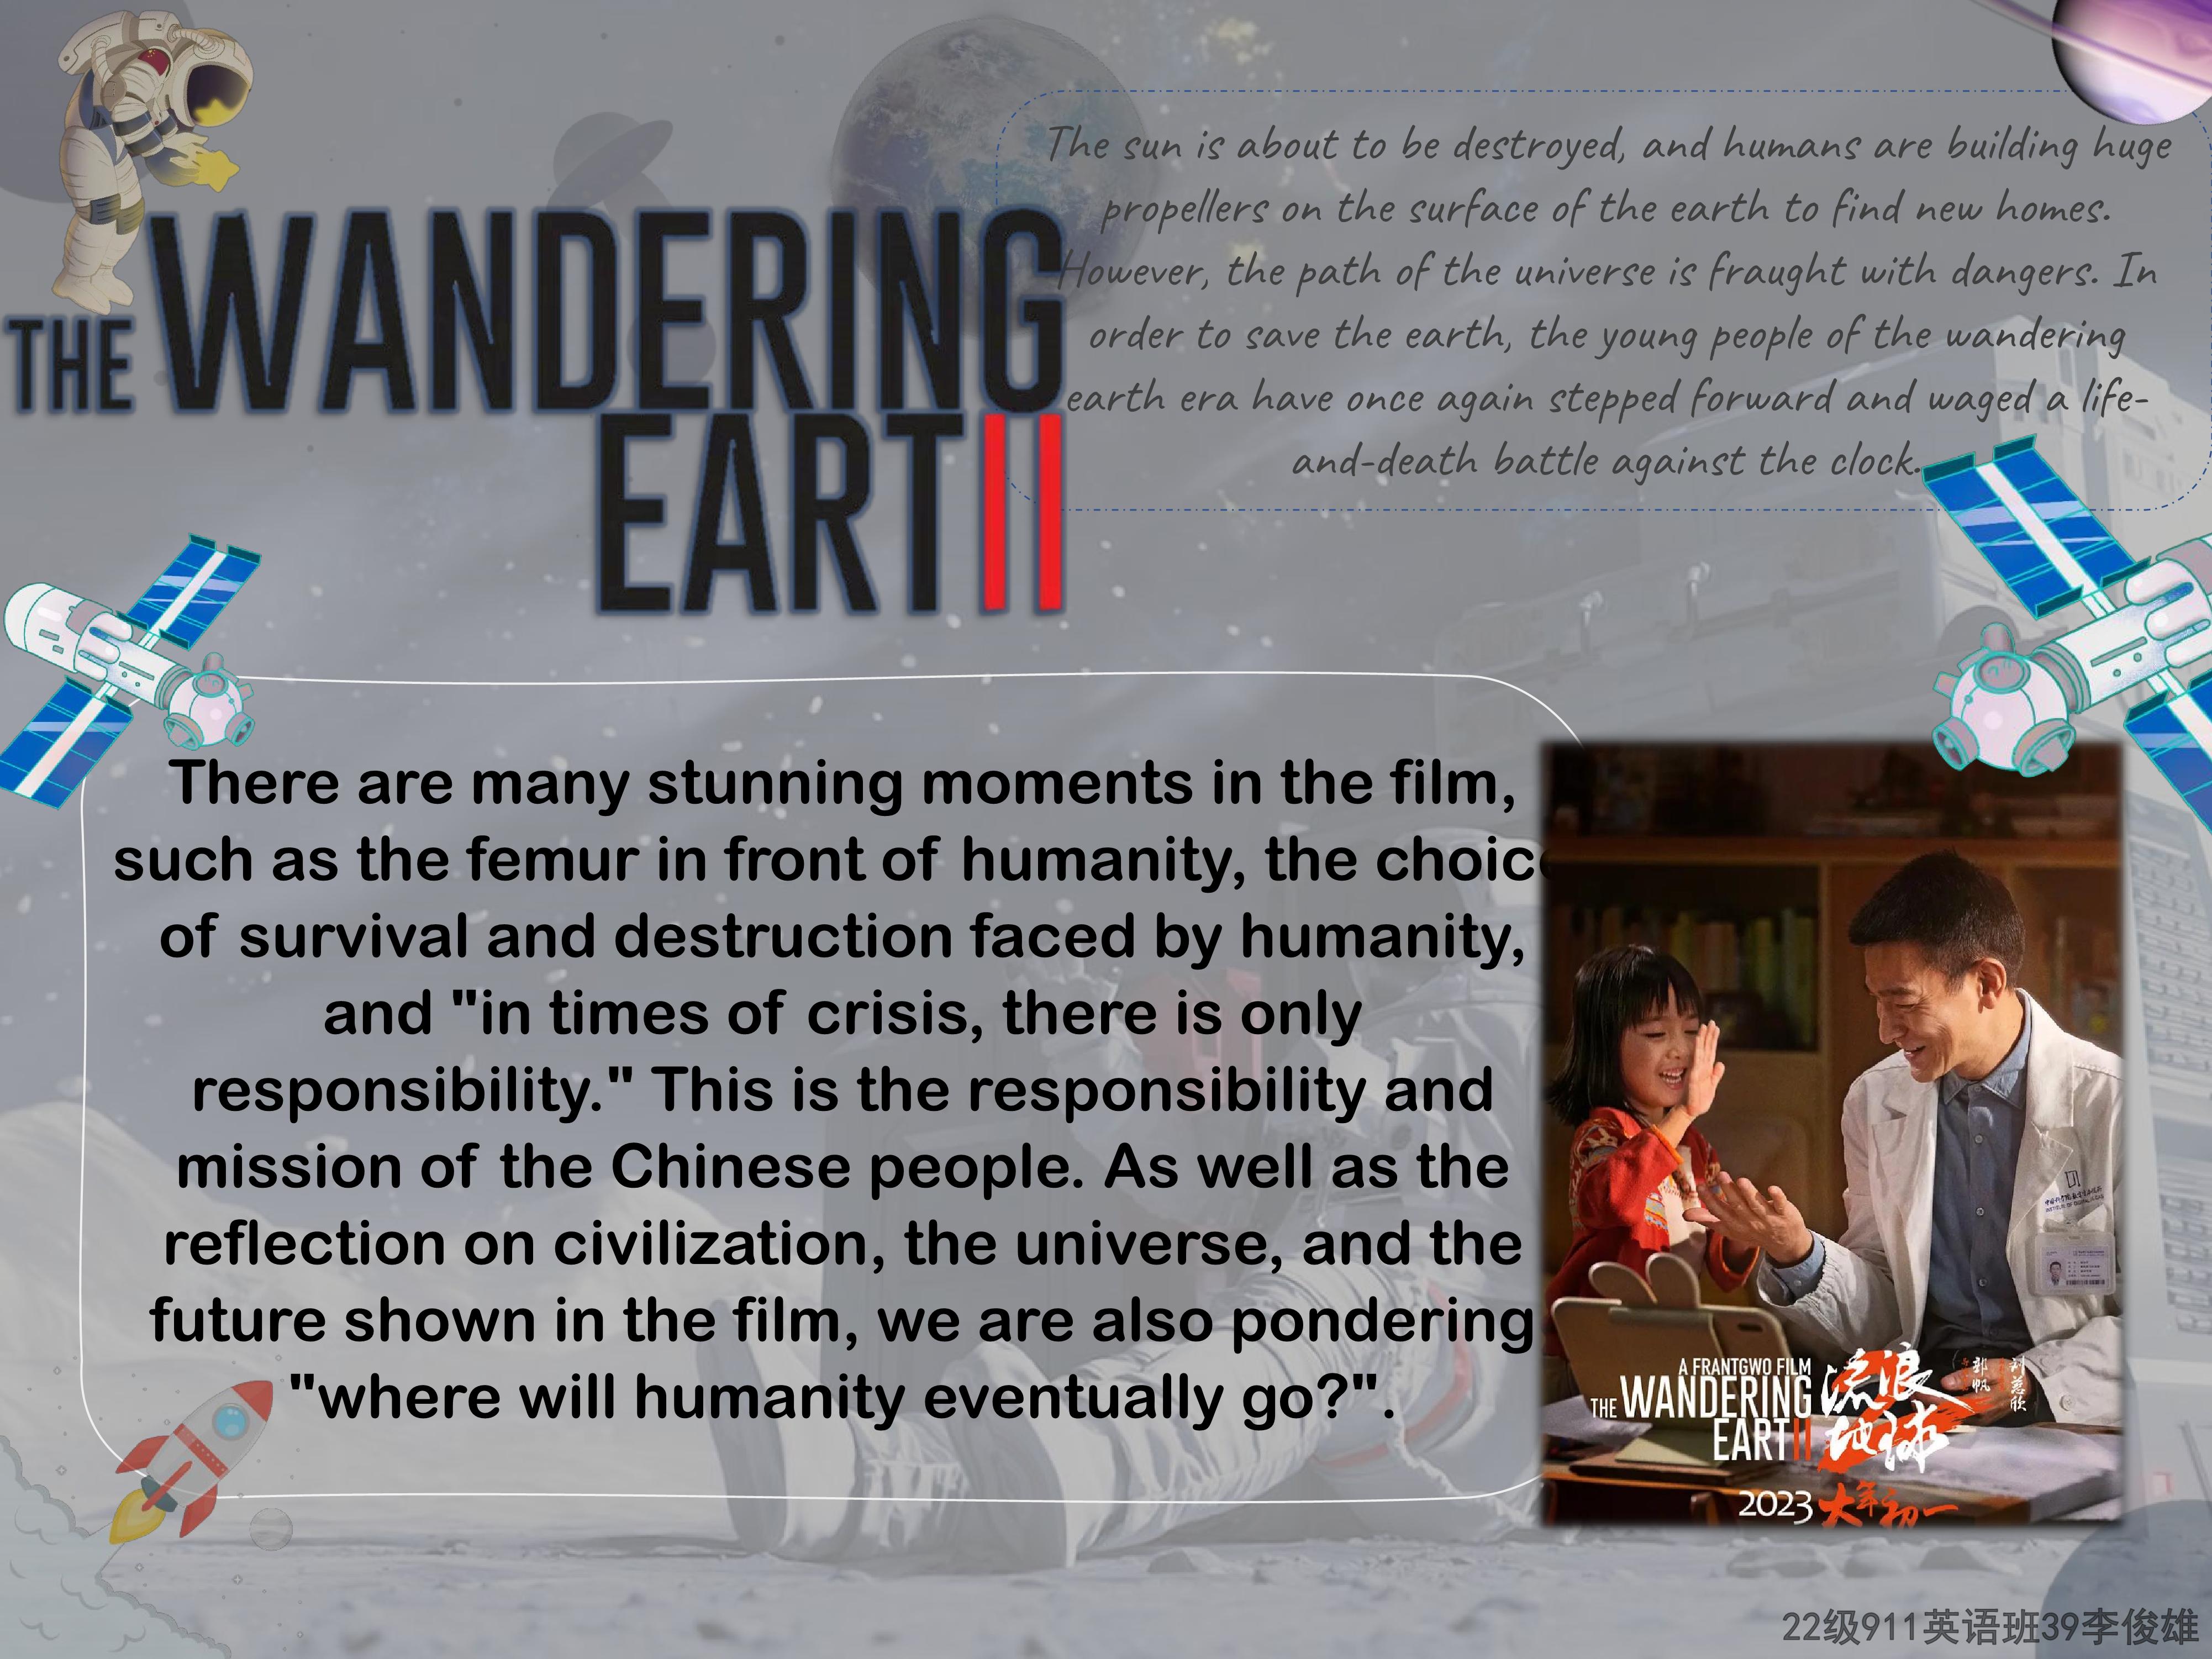 THE WANDERING
EARTII
The sun is about to be destroyed, and humans are building huge
propellers on the surface of the earth to find new homes.
However, the path of the universe is fraught with dangers. In
order to save the earth, the young people of the wandering
earth era have once again stepped forward and waged a life-
and-death battle against the clock.
There are many stunning moments in the film,
such as the femur in front of humanity, the choice
of survival and destruction faced by humanity,
and "in times of crisis, there is only
responsibility." This is the responsibility and
mission of the Chinese people. As well as the
reflection on civilization, the universe, and the
future shown in the film, we are also pondering
"where will humanity eventually go?".
A FRANTGWO FILM
THE WANDERING
EARTII
流浪
地球
郭帆
刘慈欣
2023 大年初一
22级911英语班39李俊雄